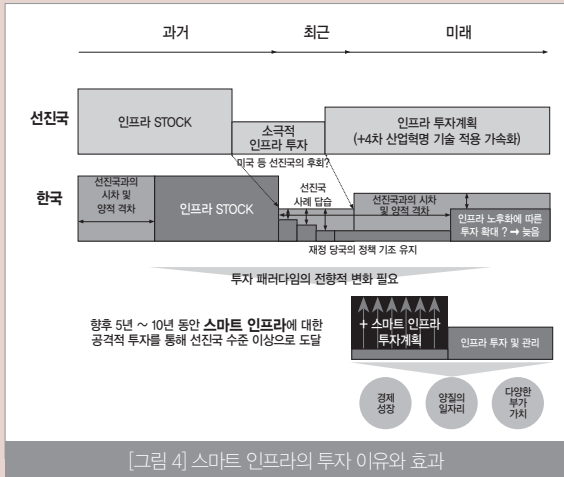 과거
최근
미래
선진국
인프라 STOCK
소극적
인프라 투자
인프라 투자계획
(+4차 산업혁명 기술 적용 가속화)
미국 등 선진국의 후회?
한국
선진국과의
시차 및
양적 격차
인프라 STOCK
선진국
사례 답습
선진국과의 시차
및 양적 격차
인프라 노후화에 따른
투자 확대 ? → 늦음
재정 당국의 정책 기조 유지
투자 패러다임의 전향적 변화 필요
향후 5년 ~ 10년 동안 스마트 인프라에 대한
공격적 투자를 통해 선진국 수준 이상으로 도달
+ 스마트 인프라
투자계획
인프라 투자 및 관리
경제
성장
양질의
일자리
다양한
부가
가치
[그림 4] 스마트 인프라의 투자 이유와 효과